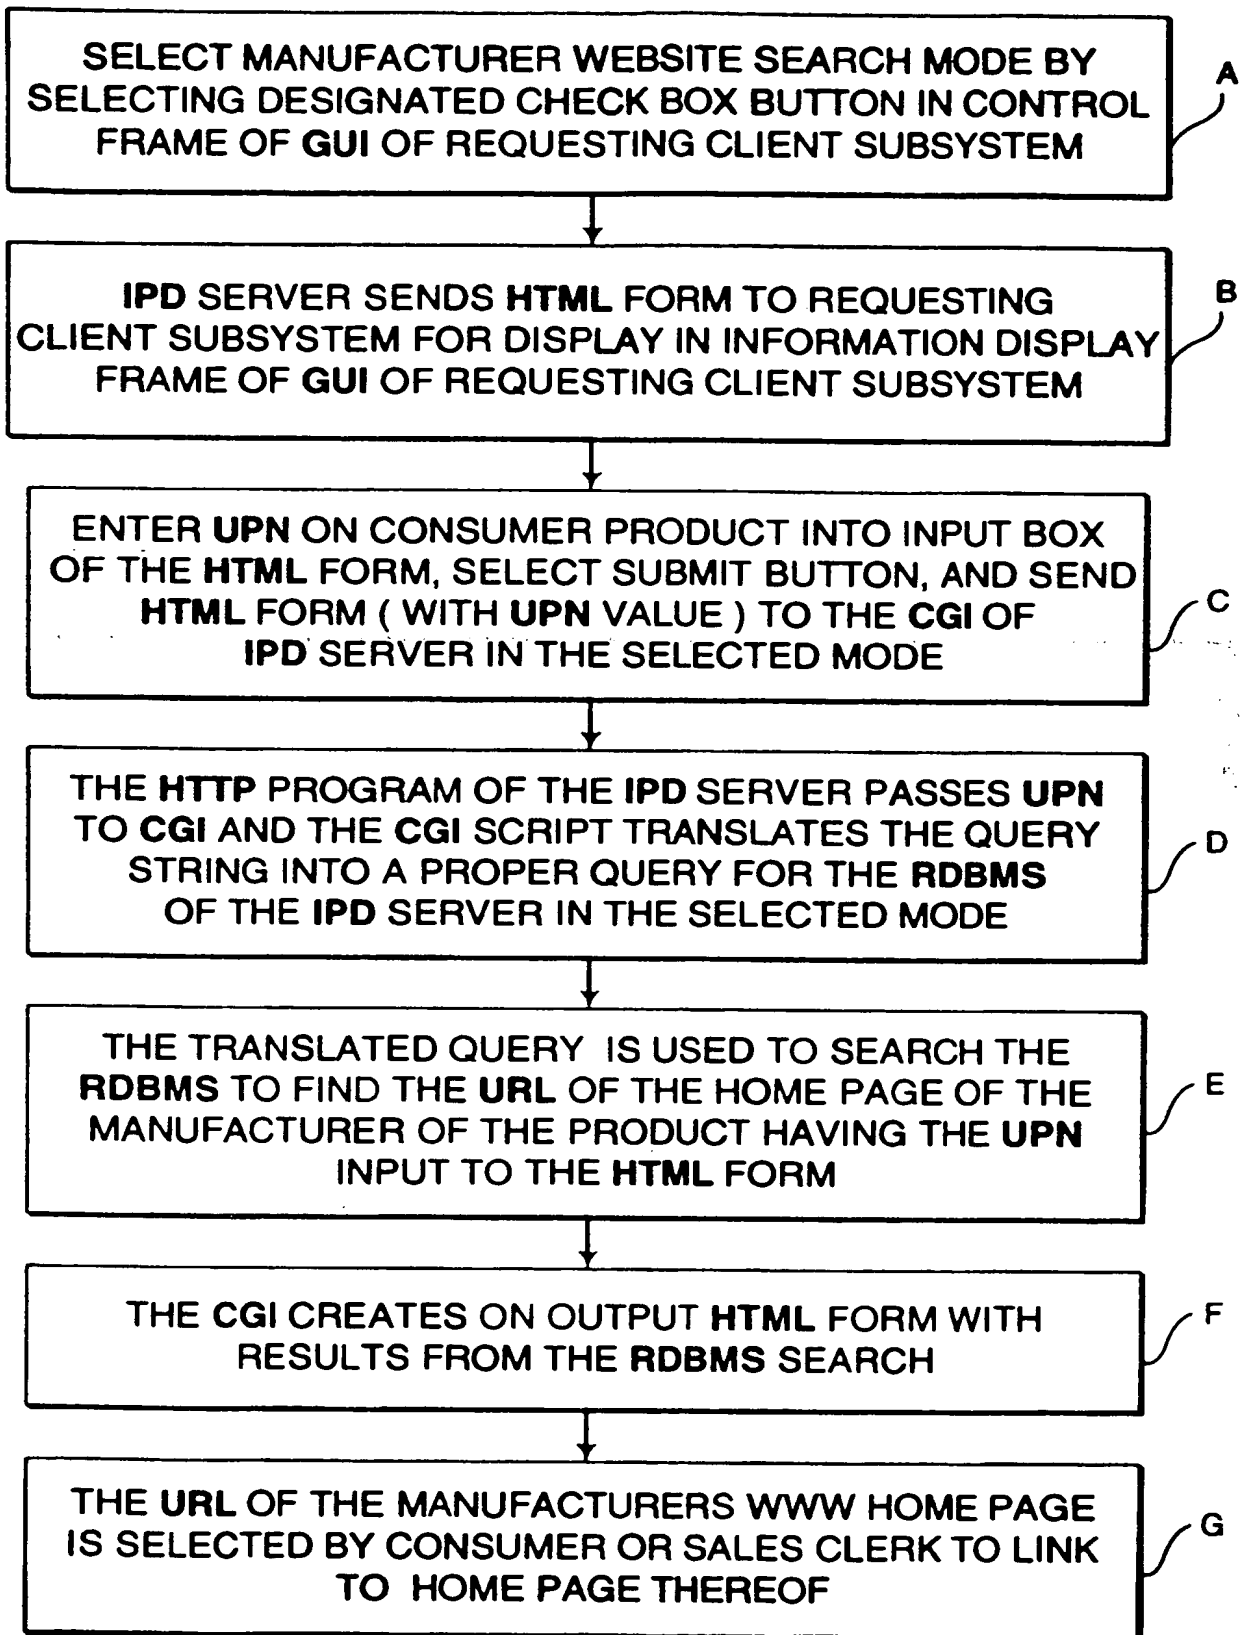 SELECT MANUFACTURER WEBSITE SEARCH MODE BY
SELECTING DESIGNATED CHECK BOX BUTTON IN CONTROL
FRAME OF GUI OF REQUESTING CLIENT SUBSYSTEM
A
IPD SERVER SENDS HTML FORM TO REQUESTING
CLIENT SUBSYSTEM FOR DISPLAY IN INFORMATION DISPLAY
FRAME OF GUI OF REQUESTING CLIENT SUBSYSTEM
B
ENTER UPN ON CONSUMER PRODUCT INTO INPUT BOX
OF THE HTML FORM, SELECT SUBMIT BUTTON, AND SEND
HTML FORM ( WITH UPN VALUE ) TO THE CGI OF
IPD SERVER IN THE SELECTED MODE
C
THE HTTP PROGRAM OF THE IPD SERVER PASSES UPN
TO CGI AND THE CGI SCRIPT TRANSLATES THE QUERY
STRING INTO A PROPER QUERY FOR THE RDBMS
OF THE IPD SERVER IN THE SELECTED MODE
D
THE TRANSLATED QUERY IS USED TO SEARCH THE
RDBMS TO FIND THE URL OF THE HOME PAGE OF THE
MANUFACTURER OF THE PRODUCT HAVING THE UPN
INPUT TO THE HTML FORM
E
THE CGI CREATES ON OUTPUT HTML FORM WITH
RESULTS FROM THE RDBMS SEARCH
F
THE URL OF THE MANUFACTURERS WWW HOME PAGE
IS SELECTED BY CONSUMER OR SALES CLERK TO LINK
TO HOME PAGE THEREOF
G